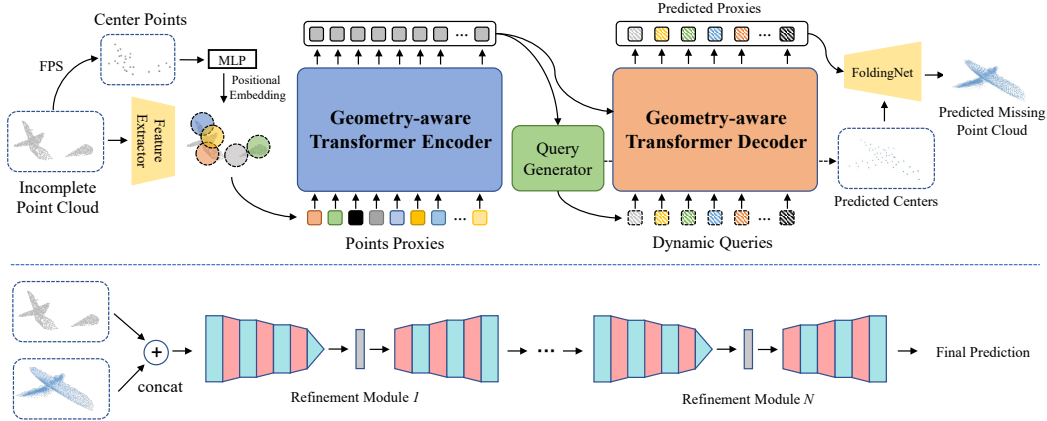 Center Points
FPS
MLP
Positional
Embedding
Feature
Extractor
Incomplete
Point Cloud
...
Geometry-aware
Transformer Encoder
...
Points Proxies
Query
Generator
Predicted Proxies
...
Geometry-aware
Transformer Decoder
...
Dynamic Queries
FoldingNet
Predicted Missing
Point Cloud
Predicted Centers
+
concat
Refinement Module 1
...
Refinement Module N
Final Prediction